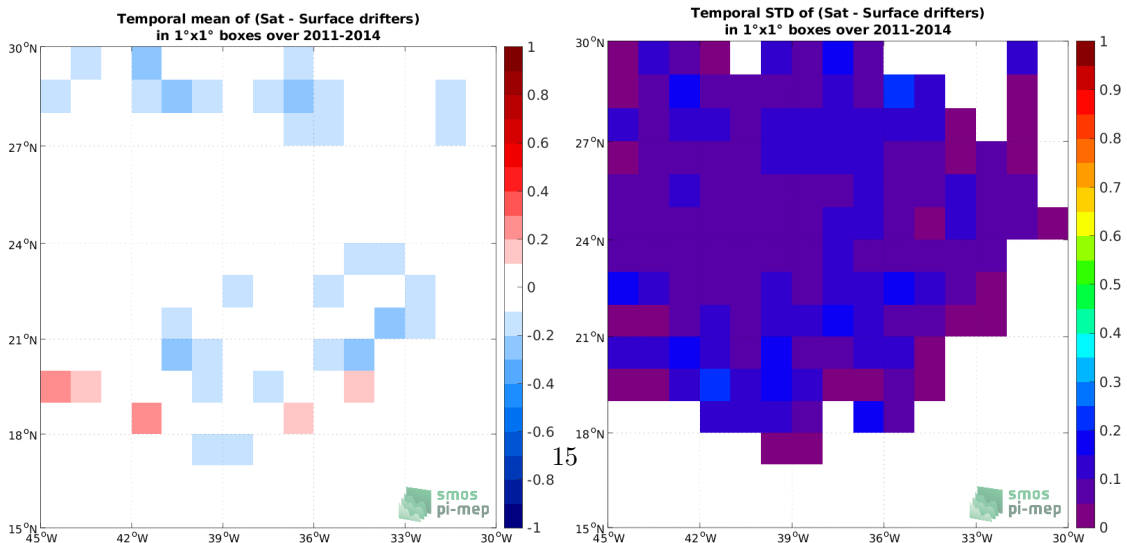 Temporal mean of (Sat - Surface drifters)
in 1°x1° boxes over 2011-2014
30°N
27°N
24°N
21°N
18°N
15°N
45°W
42°W
39°W
36°W
33°W
30°W
1
0.8
0.6
0.4
0.2
0
-0.2
-0.4
-0.6
-0.8
-1
smos
pi-mep
Temporal STD of (Sat - Surface drifters)
in 1°x1° boxes over 2011-2014
30°N
27°N
24°N
21°N
18°N
15°N
45°W
42°W
39°W
36°W
33°W
30°W
1
0.9
0.8
0.7
0.6
0.5
0.4
0.3
0.2
0.1
0
smos
pi-mep
15